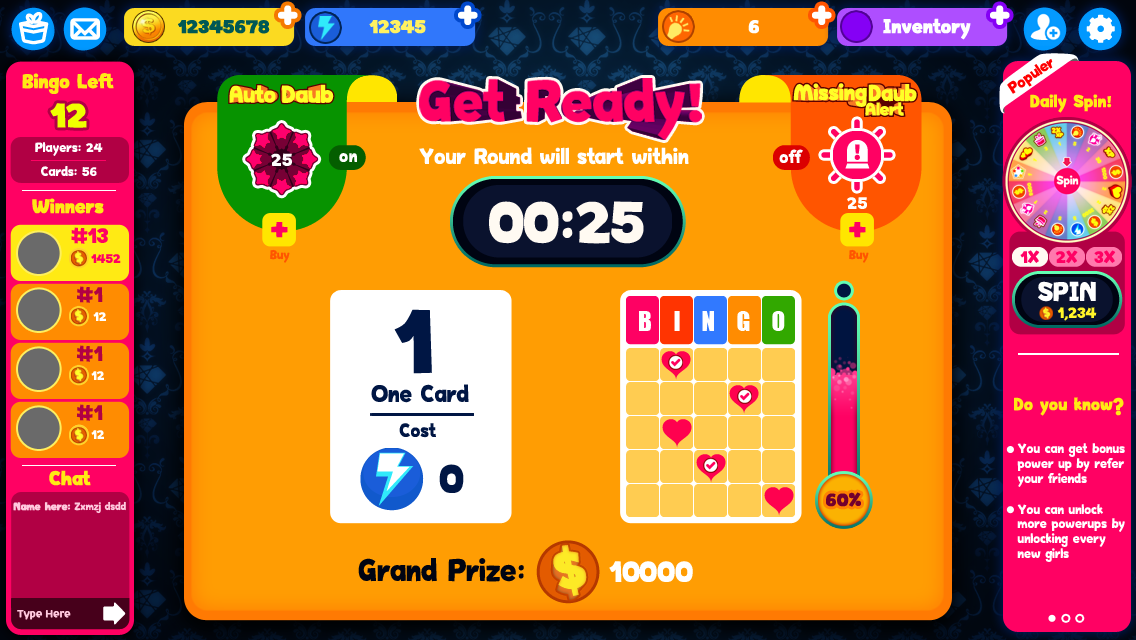 12345678
12345
6
Inventory
Bingo Left
12
Players: 24
Cards: 56
Winners
#13
1452
#1
12
#1
12
#1
12
Chat
Name here: Zxmzj dsdd
Type Here
Auto Daub
25
on
Buy
Get Ready!
Your Round will start within
00:25
Missing Daub
Alert
off
25
Buy
1
One Card
Cost
0
B I N G O
60%
Grand Prize: $ 10000
Populer
Daily Spin!
Spin
1X 2X 3X
SPIN
1,234
Do you know?
You can get bonus
power up by refer
your friends
You can unlock
more powerups by
unlocking every
new girls